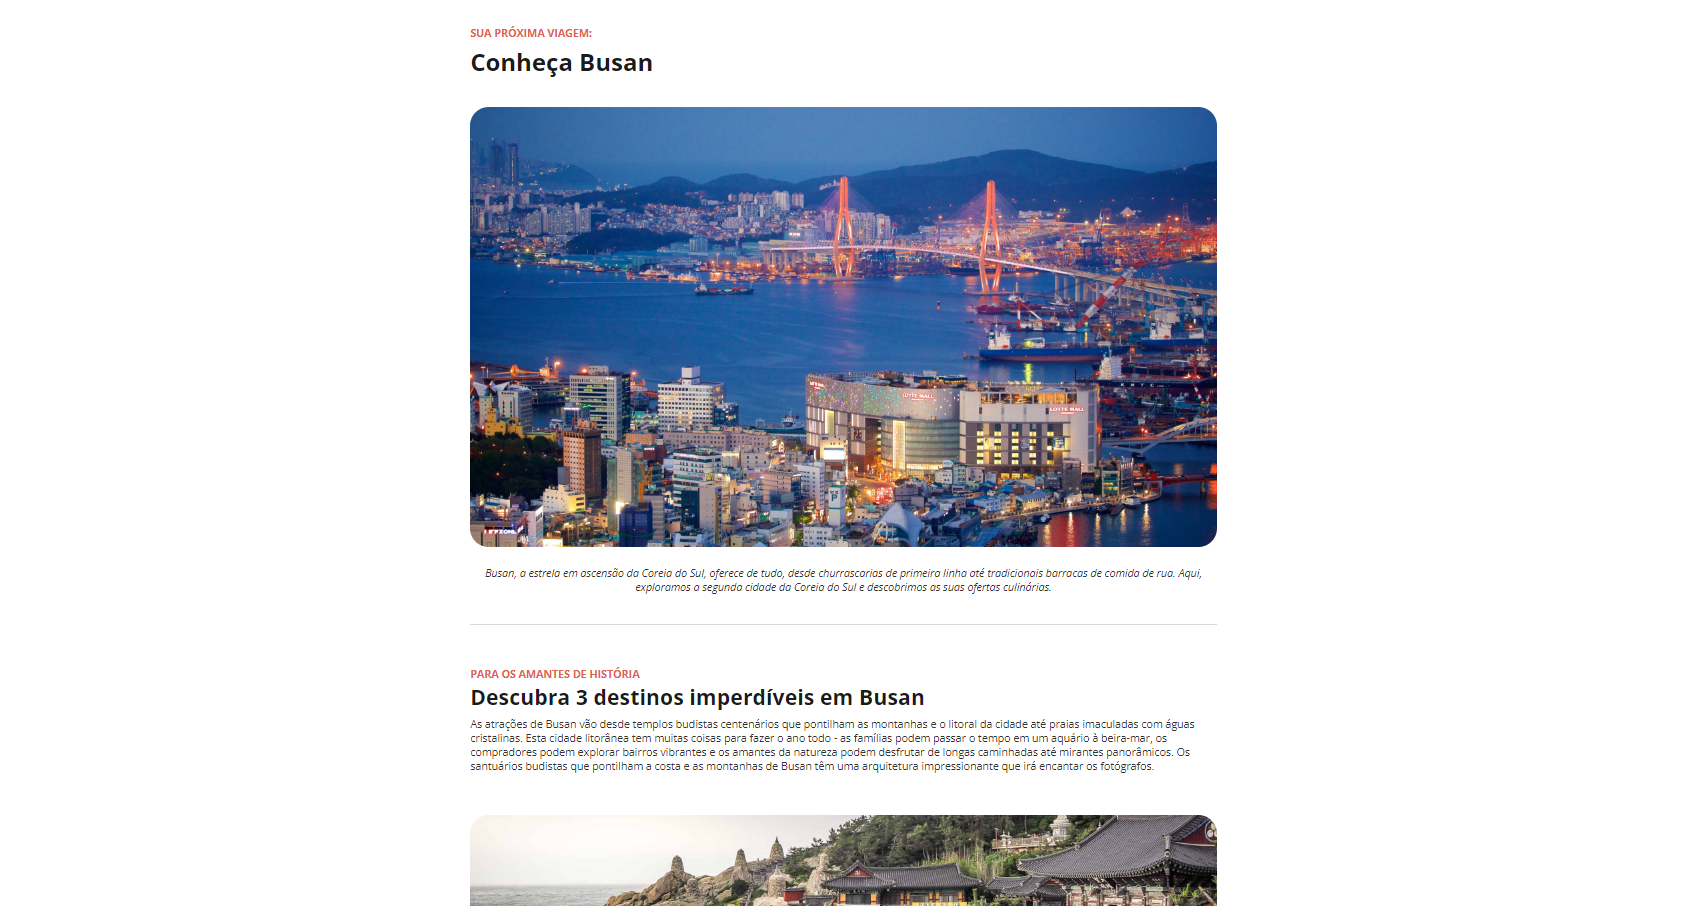 SUA PRÓXIMA VIAGEM:
Conheça Busan
LOTTE MALL
LOTTE MALL
Busan, a estrela em ascensão da Coreia do Sul, oferece de tudo, desde churrascarias de primeira linha até tradicionais barracas de comida de rua. Aqui,
exploramos a segunda cidade da Coreia do Sul e descobrimos as suas ofertas culinárias.
PARA OS AMANTES DE HISTÓRIA
Descubra 3 destinos imperdíveis em Busan
As atrações de Busan vão desde templos budistas centenários que pontilham as montanhas e o litoral da cidade até praias imaculadas com águas
cristalinas. Esta cidade litorânea tem muitas coisas para fazer o ano todo - as famílias podem passar o tempo em um aquário à beira-mar, os
compradores podem explorar bairros vibrantes e os amantes da natureza podem desfrutar de longas caminhadas até mirantes panorâmicos. Os
santuários budistas que pontilham a costa e as montanhas de Busan têm uma arquitetura impressionante que irá encantar os fotógrafos.